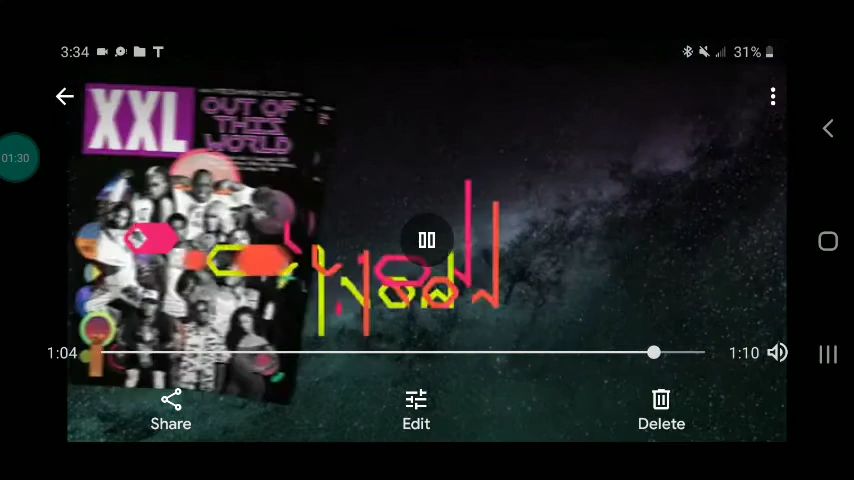 3:34
31%
XXL
OUT OF
THIS
WORLD
01:30
1:04
1:10
Share
Edit
Delete